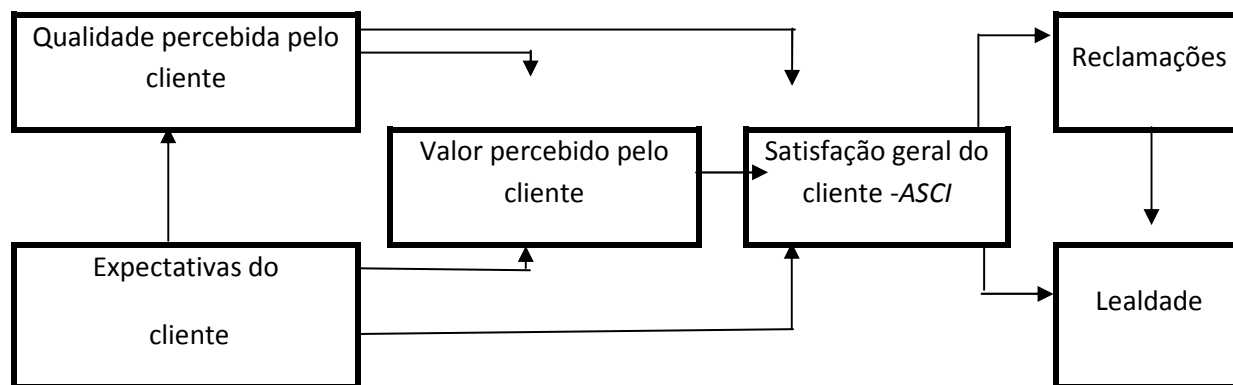 Qualidade percebida pelo
cliente
Reclamações
Valor percebido pelo
cliente
Satisfação geral do
cliente -ASCI
Expectativas do
cliente
Lealdade